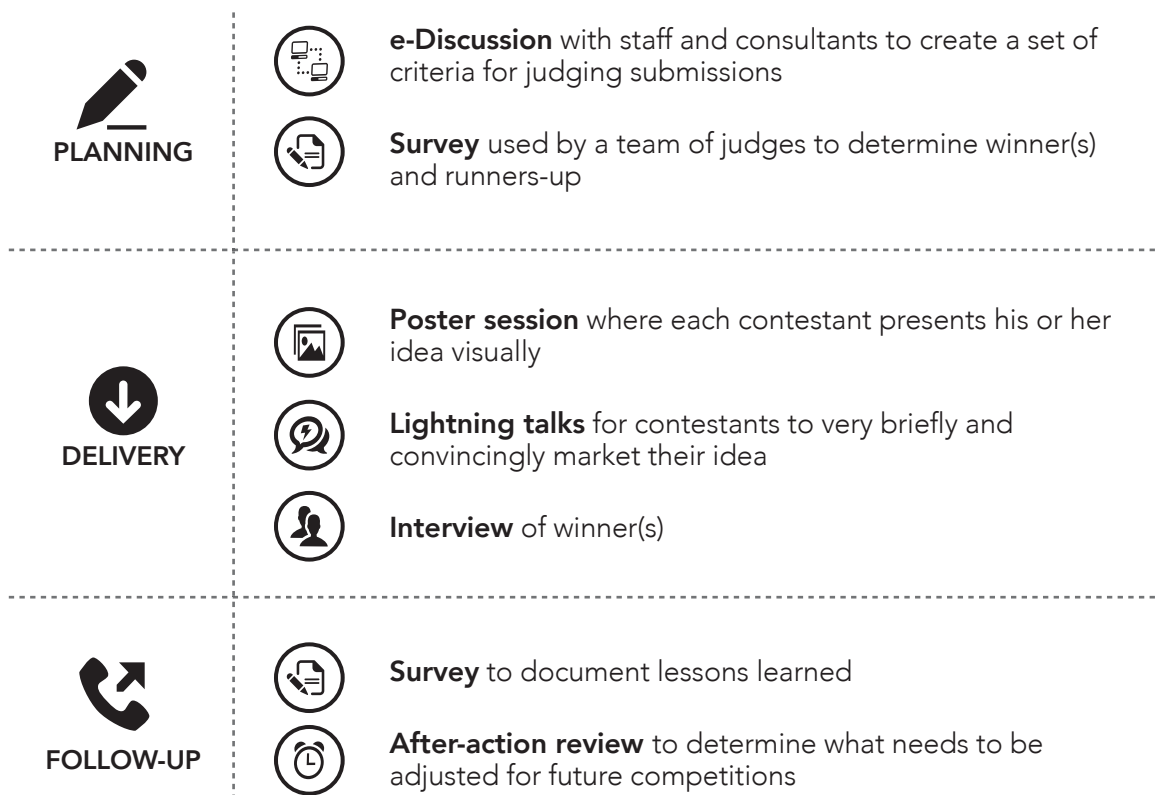 PLANNING
e-Discussion with staff and consultants to create a set of
criteria for judging submissions
Survey used by a team of judges to determine winner(s)
and runners-up
DELIVERY
Poster session where each contestant presents his or her
idea visually
Lightning talks for contestants to very briefly and
convincingly market their idea
Interview of winner(s)
FOLLOW-UP
Survey to document lessons learned
After-action review to determine what needs to be
adjusted for future competitions